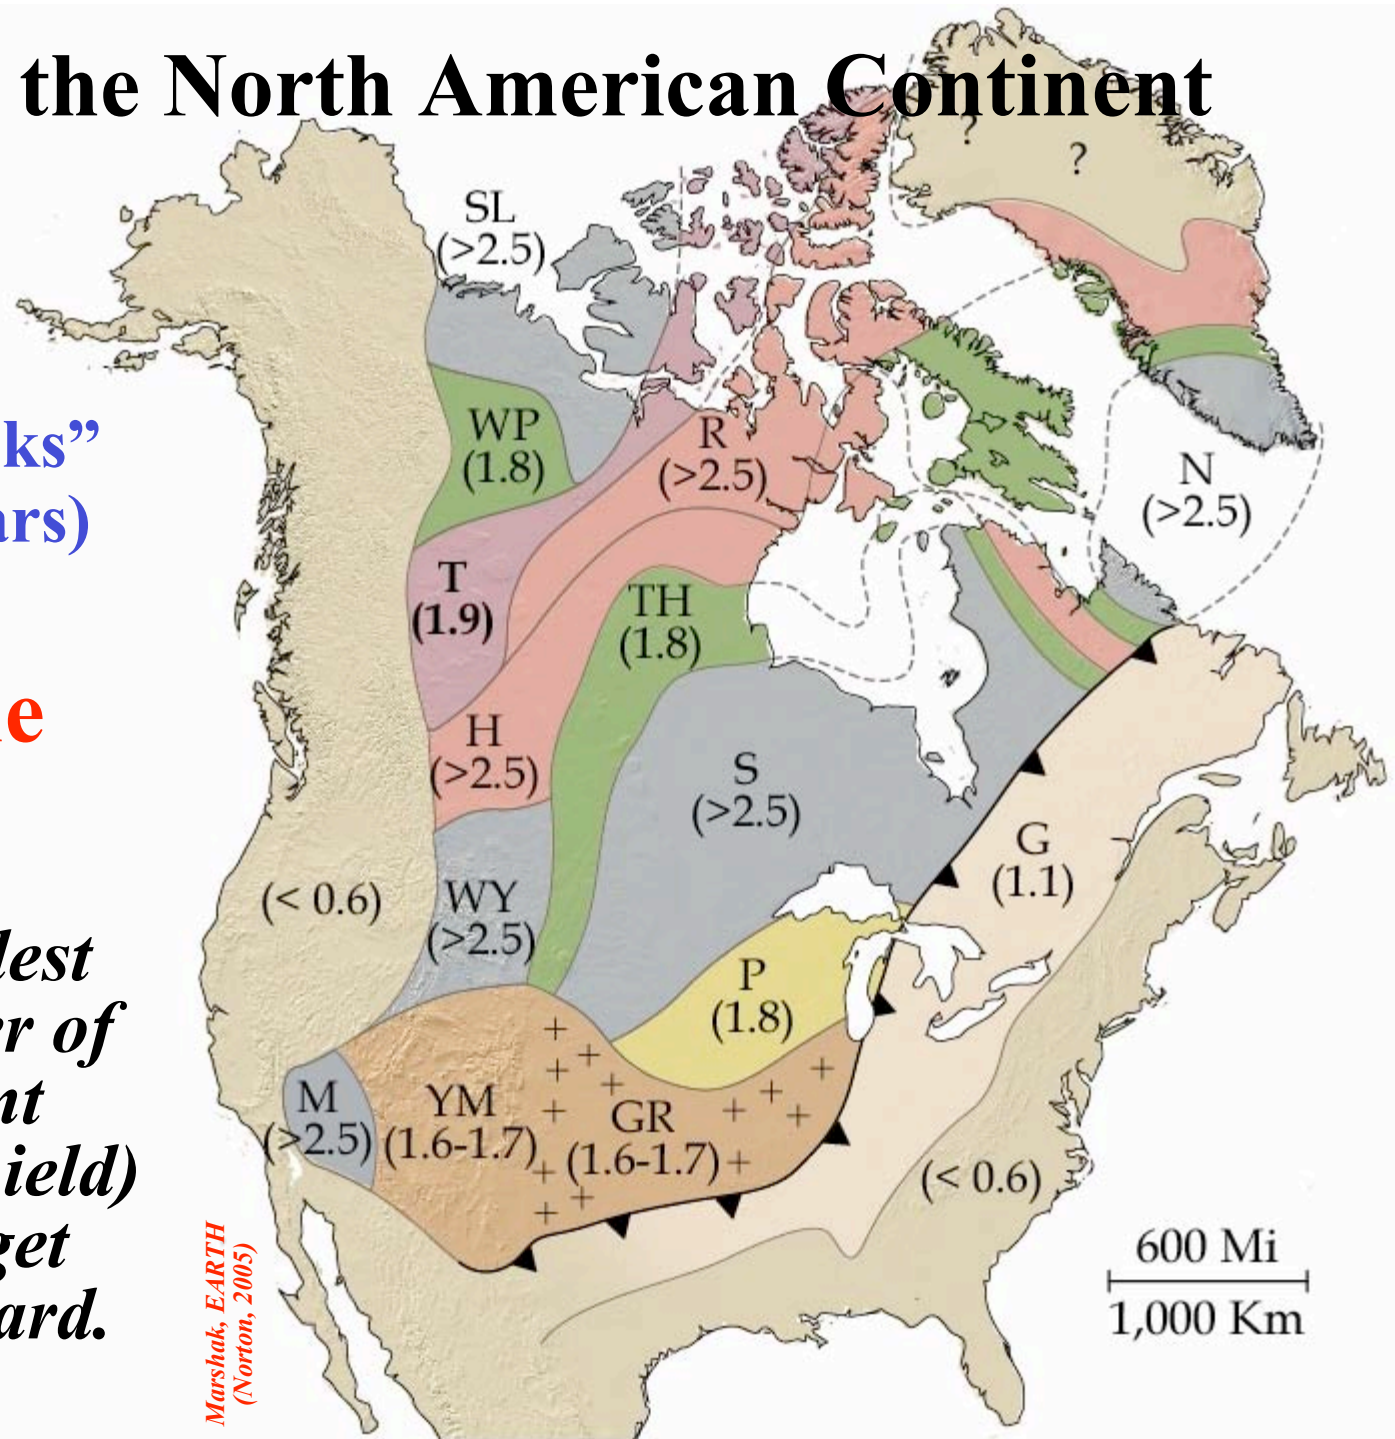 the North American Continent
?
?
SL
(>2.5)
WP
(1.8)
R
(>2.5)
N
(>2.5)
ks”
ars)
T
(1.9)
TH
(1.8)
H
(>2.5)
S
(>2.5)
G
(1.1)
(< 0.6)
WY
(>2.5)
P
(1.8)
M
(>2.5)
YM
(1.6-1.7)
GR
(1.6-1.7)
(< 0.6)
dest
er of
nt
ield)
get
ard.
Marshak, EARTH
(Norton, 2005)
600 Mi
1,000 Km